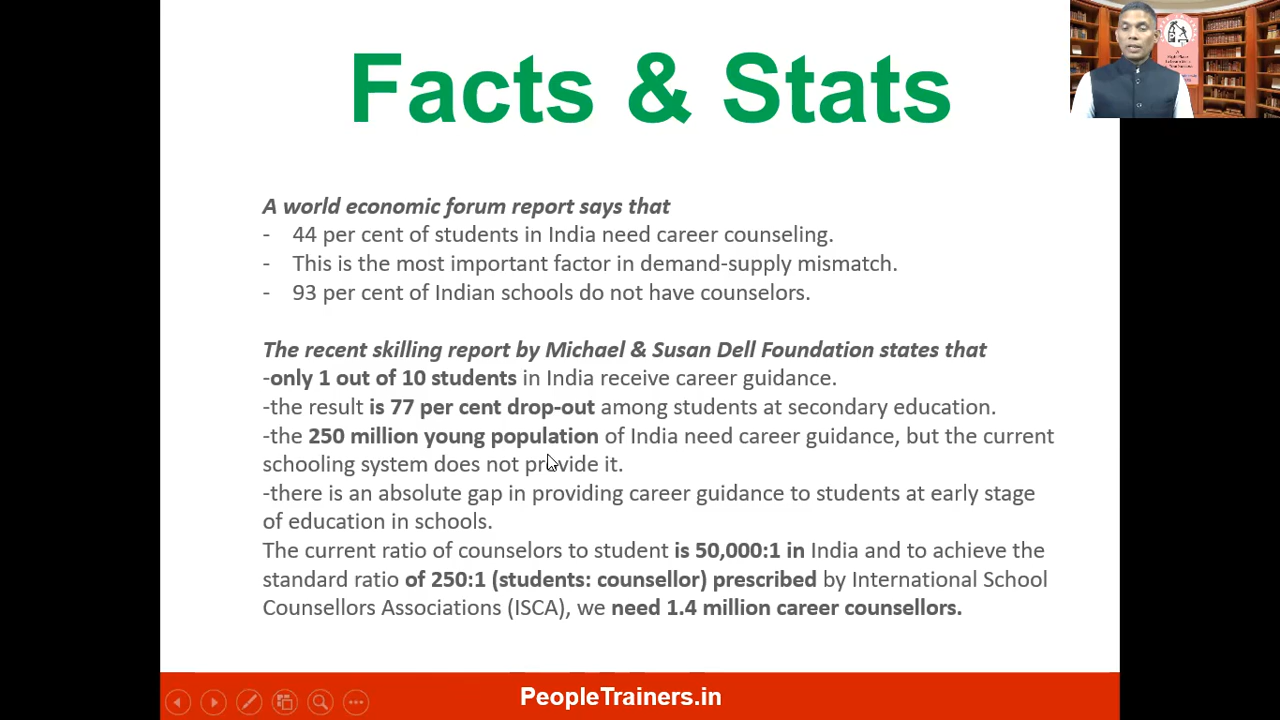 Facts & Stats
A world economic forum report says that
- 44 per cent of students in India need career counseling.
- This is the most important factor in demand-supply mismatch.
- 93 per cent of Indian schools do not have counselors.
The recent skilling report by Michael & Susan Dell Foundation states that
-only 1 out of 10 students in India receive career guidance.
-the result is 77 per cent drop-out among students at secondary education.
-the 250 million young population of India need career guidance, but the current
schooling system does not provide it.
-there is an absolute gap in providing career guidance to students at early stage
of education in schools.
The current ratio of counselors to student is 50,000:1 in India and to achieve the
standard ratio of 250:1 (students: counsellor) prescribed by International School
Counsellors Associations (ISCA), we need 1.4 million career counsellors.
PeopleTrainers.in